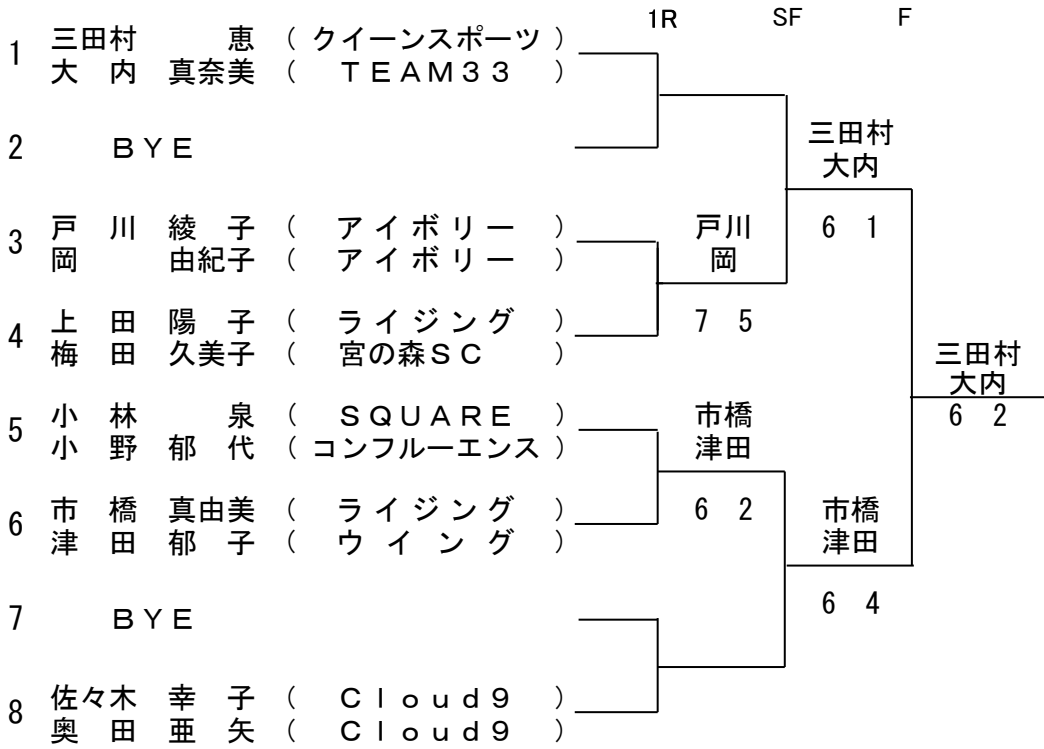 1R SF F
1 三田村 恵 ( クイーンスポーツ )
大 内 真奈美 ( TEAM33 )
三田村
大内
2 BYE
3 戸 川 綾 子 ( アイボリー ) 戸川 6 1
岡 由紀子 ( アイボリー ) 岡
4 上 田 陽 子 ( ライジング ) 7 5
梅 田 久美子 ( 宮の森SC )
三田村
大内
6 2
5 小 林 泉 ( SQUARE ) 市橋
小 野 郁 代 ( コンフルーエンス ) 津田
6 市 橋 真由美 ( ライジング ) 6 2 市橋
津 田 郁 子 ( ウイング ) 津田
6 4
7 BYE
8 佐々木 幸 子 ( Cloud9 )
奥 田 亜 矢 ( Cloud9 )